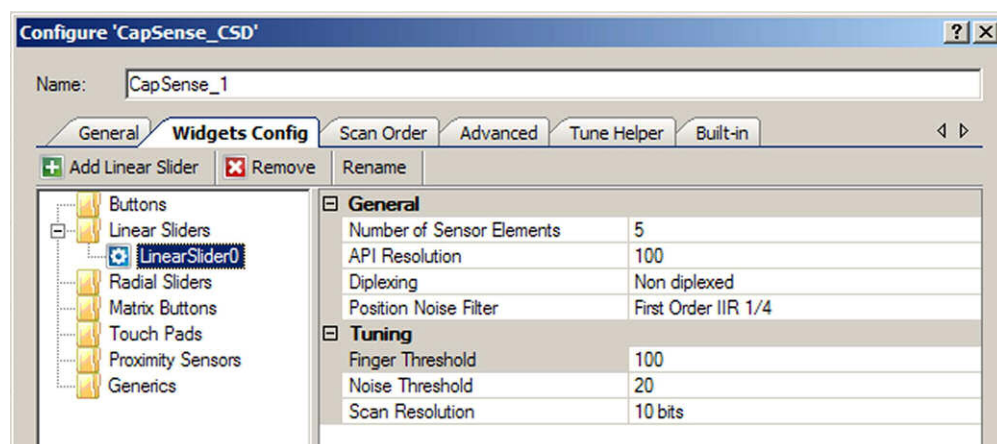 Configure 'CapSense_CSD'
Name: CapSense_1
General Widgets Config Scan Order Advanced Tune Helper Built-in
Add Linear Slider Remove Rename
Buttons
Linear Sliders
LinearSlider0
Radial Sliders
Matrix Buttons
Touch Pads
Proximity Sensors
Generics
General
Number of Sensor Elements 5
API Resolution 100
Diplexing Non diplexed
Position Noise Filter First Order IIR 1/4
Tuning
Finger Threshold 100
Noise Threshold 20
Scan Resolution 10 bits